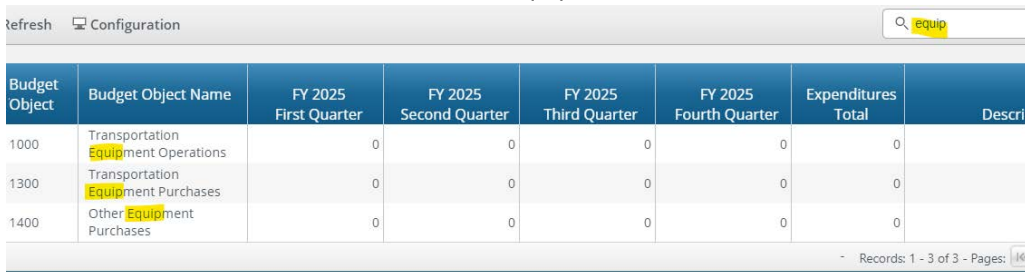 Refresh Configuration equip
Budget Object Budget Object Name FY 2025 First Quarter FY 2025 Second Quarter FY 2025 Third Quarter FY 2025 Fourth Quarter Expenditures Total Descri
1000 Transportation Equipment Operations 0 0 0 0 0
1300 Transportation Equipment Purchases 0 0 0 0 0
1400 Other Equipment Purchases 0 0 0 0 0
- Records: 1 - 3 of 3 - Pages: